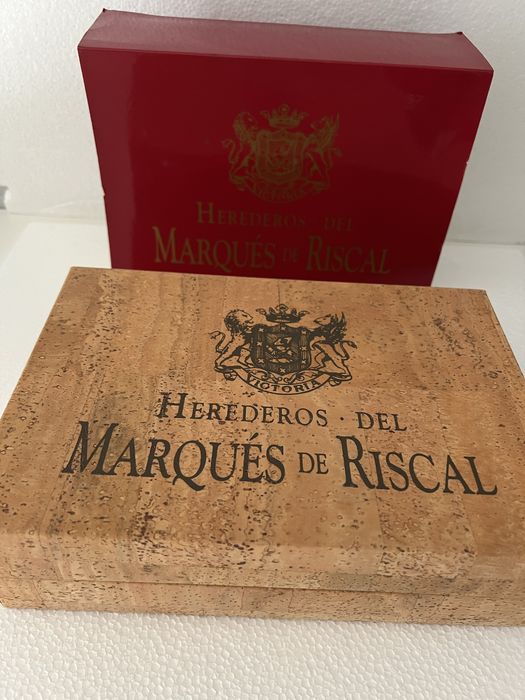 VICTORIA
HEREDEROS · DEL
MARQUÉS DE RISCAL
VICTORIA
HEREDEROS · DEL
MARQUÉS DE RISCAL